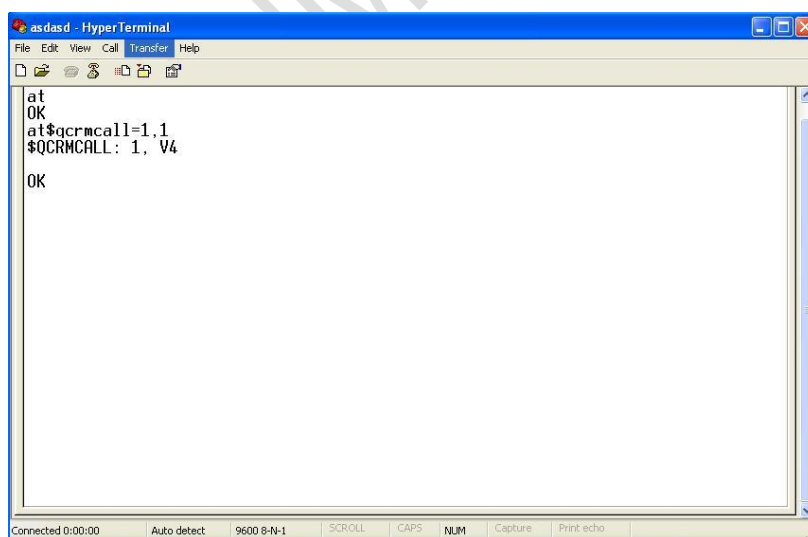 asdasd - HyperTerminal
File Edit View Call Transfer Help
at
OK
at$qcrmcall=1,1
$QCRMCALL: 1, V4
OK
Connected 0:00:00 Auto detect 9600 8-N-1 SCROLL CAPS NUM Capture Print echo